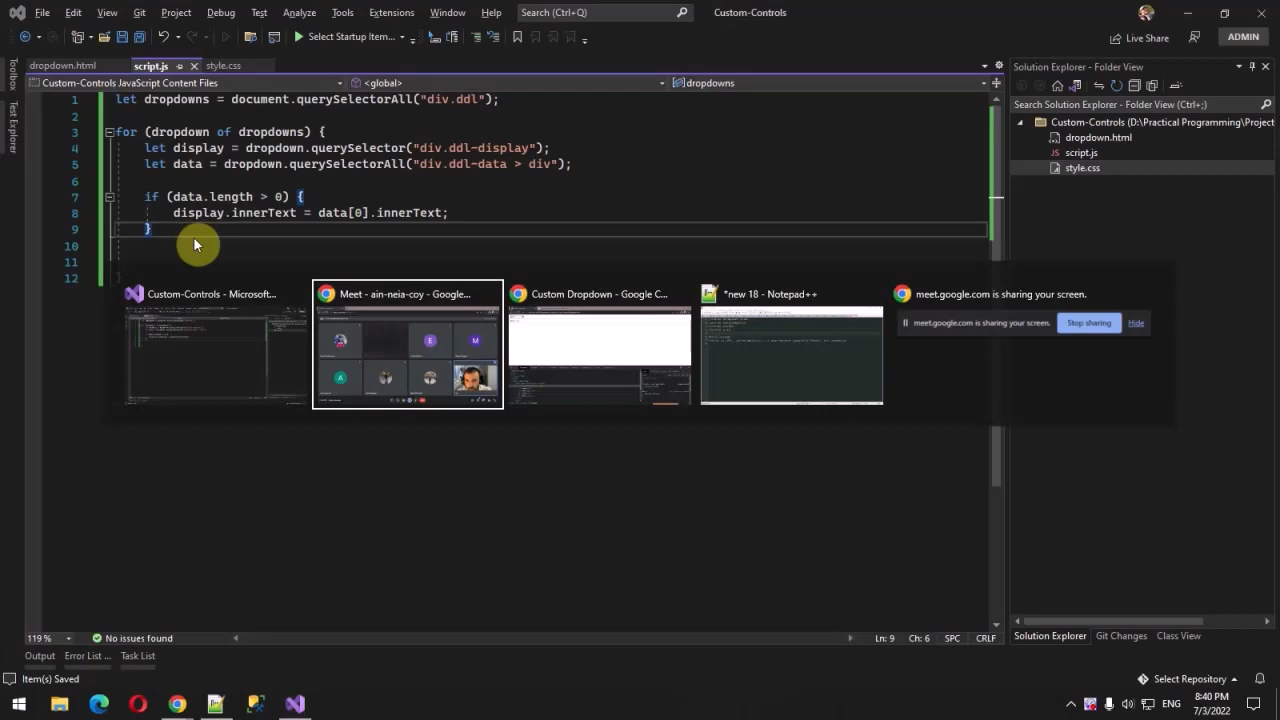 File Edit View Git Project Debug Test Analyze Tools Extensions Window Help Search (Ctrl+Q) Custom-Controls
Select Startup Item... Live Share ADMIN
dropdown.html script.js style.css
Custom-Controls JavaScript Content Files <global> dropdowns
Toolbox
Test Explorer
1 let dropdowns = document.querySelectorAll("div.ddl");
2
3 for (dropdown of dropdowns) {
4 let display = dropdown.querySelector("div.ddl-display");
5 let data = dropdown.querySelectorAll("div.ddl-data > div");
6
7 if (data.length > 0) {
8 display.innerText = data[0].innerText;
9 }
10
11
12
Custom-Controls - Microsoft... Meet - ain-neia-coy - Google... Custom Dropdown - Google C... *new 18 - Notepad++ meet.google.com is sharing your screen.
meet.google.com is sharing your screen. Stop sharing Hide
E M
A
Solution Explorer - Folder View
Search Solution Explorer - Folder View (Ctrl+;)
Custom-Controls (D:\Practical Programming\Project
dropdown.html
script.js
style.css
119 % No issues found Ln: 9 Ch: 6 SPC CRLF
Solution Explorer Git Changes Class View
Output Error List ... Task List
Item(s) Saved Select Repository
ENG 8:40 PM
7/3/2022